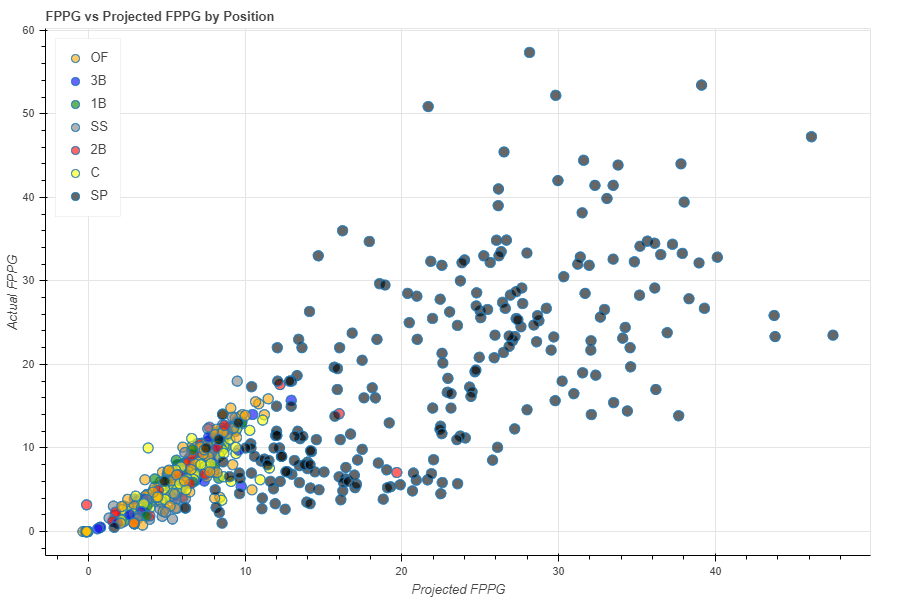 FPPG vs Projected FPPG by Position
60
50
40
30
20
10
0
Actual FPPG
OF
3B
1B
SS
2B
C
SP
0
10
20
30
40
Projected FPPG